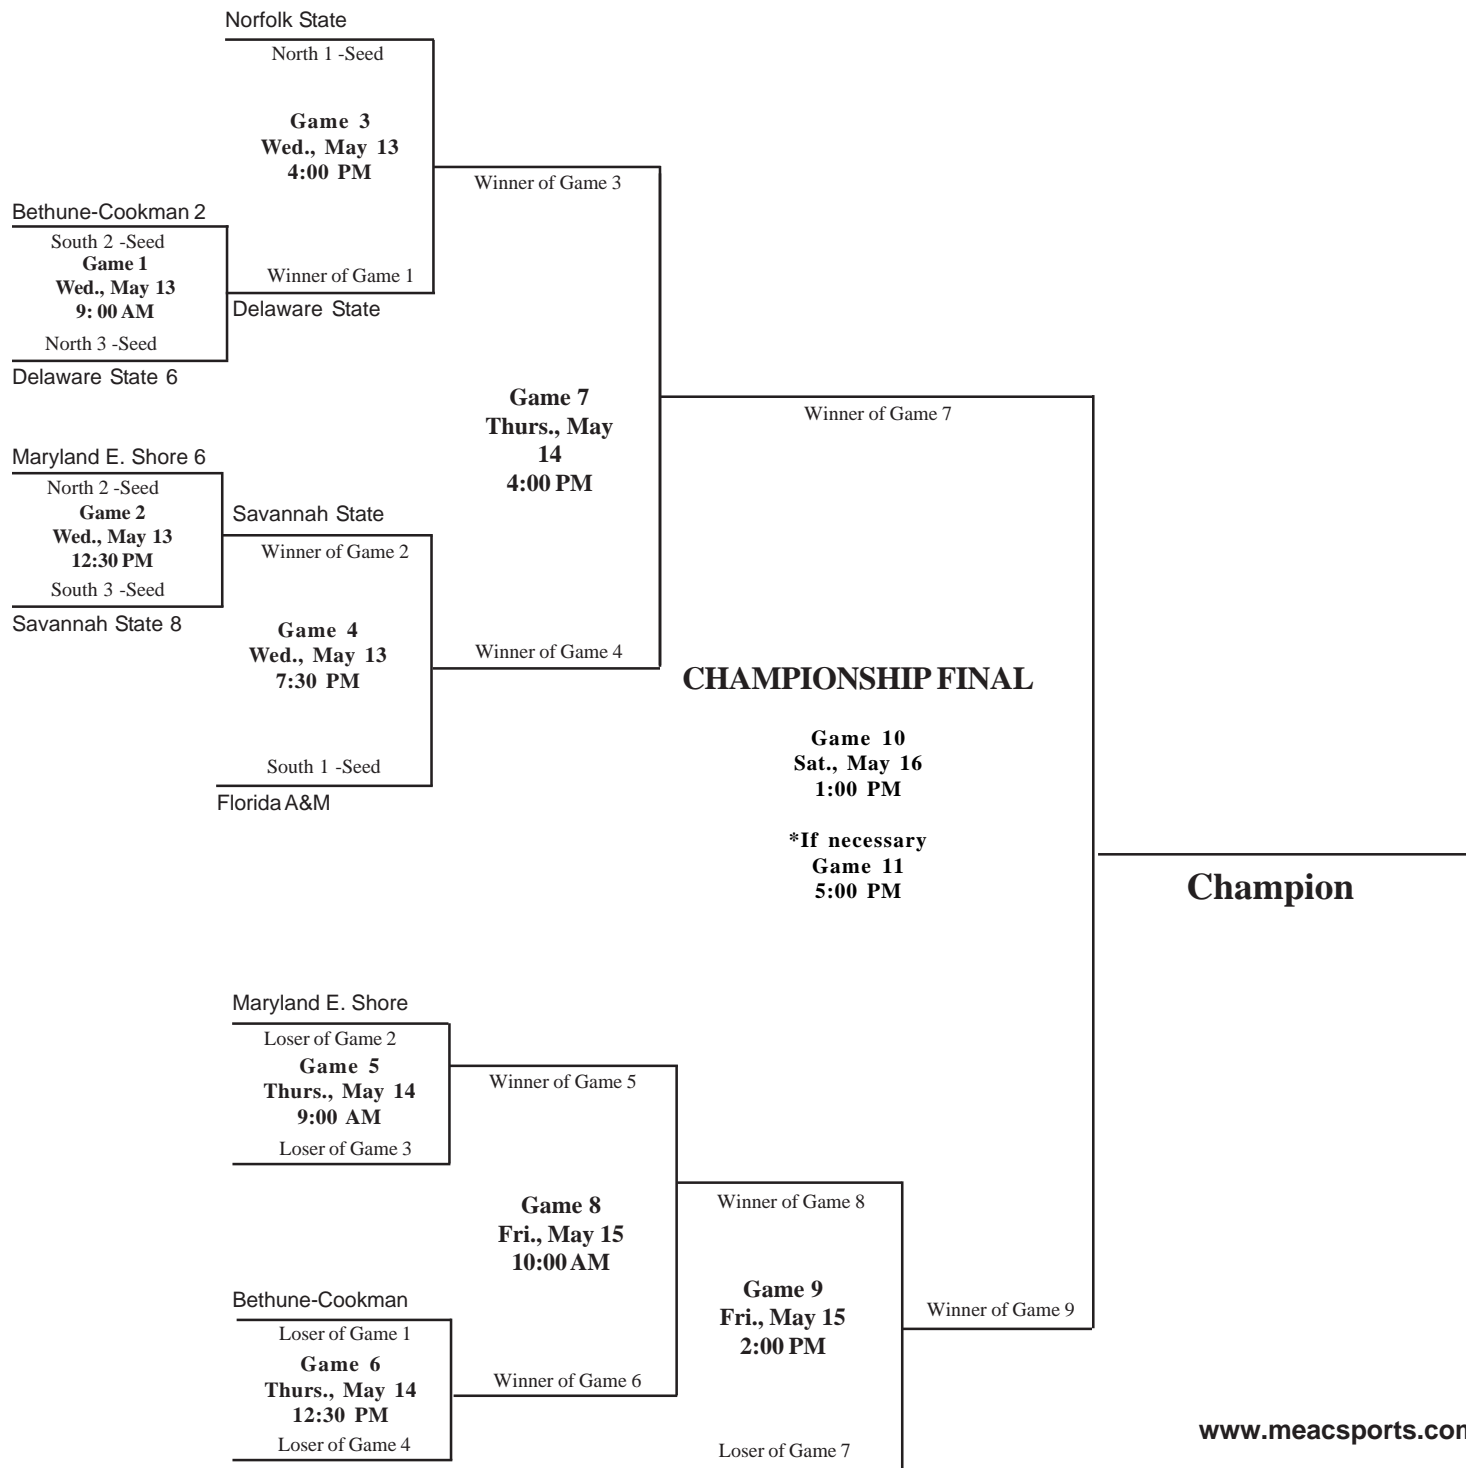 Norfolk State
North 1 -Seed
Game 3
Wed., May 13
4:00 PM
Winner of Game 3
Bethune-Cookman 2
South 2 -Seed
Game 1
Wed., May 13
9: 00 AM
North 3 -Seed
Delaware State 6
Winner of Game 1
Delaware State
Game 7
Thurs., May
14
4:00 PM
Winner of Game 7
Maryland E. Shore 6
North 2 -Seed
Game 2
Wed., May 13
12:30 PM
South 3 -Seed
Savannah State 8
Savannah State
Winner of Game 2
Game 4
Wed., May 13
7:30 PM
South 1 -Seed
Florida A&M
Winner of Game 4
CHAMPIONSHIP FINAL
Game 10
Sat., May 16
1:00 PM
*If necessary
Game 11
5:00 PM
Champion
Maryland E. Shore
Loser of Game 2
Game 5
Thurs., May 14
9:00 AM
Loser of Game 3
Winner of Game 5
Game 8
Fri., May 15
10:00 AM
Winner of Game 8
Bethune-Cookman
Loser of Game 1
Game 6
Thurs., May 14
12:30 PM
Loser of Game 4
Winner of Game 6
Game 9
Fri., May 15
2:00 PM
Winner of Game 9
Loser of Game 7
www.meacsports.com